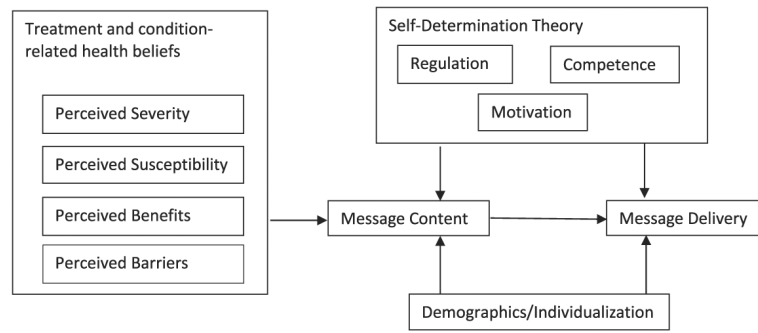 Treatment and condition-
related health beliefs
Perceived Severity
Perceived Susceptibility
Perceived Benefits
Perceived Barriers
Self-Determination Theory
Regulation
Competence
Motivation
Message Content
Message Delivery
Demographics/Individualization